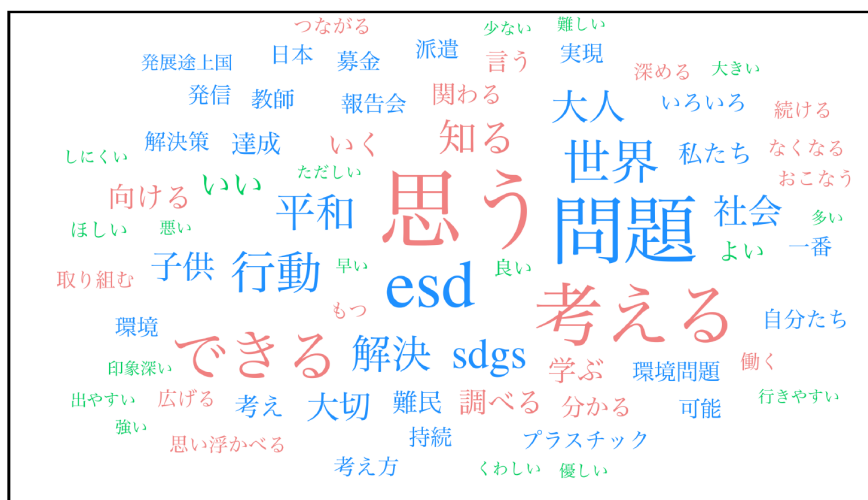 つながる 少ない 難しい
発展途上国 日本 募金 派遣 言う 実現
深める 大きい
発信 教師 報告会 関わる 大人 いろいろ 続ける
解決策 達成 いく 知る 世界 私たち なくなる
しにくい ただしい おこなう
向ける いい 平和 思う 問題 社会 多い
ほしい 悪い よい 一番
取り組む 子供 行動 早い esd 良い 考える
環境 もつ 自分たち
印象深い できる 解決 sdgs 学ぶ 環境問題 働く
出やすい 広げる 考え 大切 難民 調べる 分かる 可能 行きやすい
強い 思い浮かべる 持続 プラスチック
考え方 くわしい 優しい